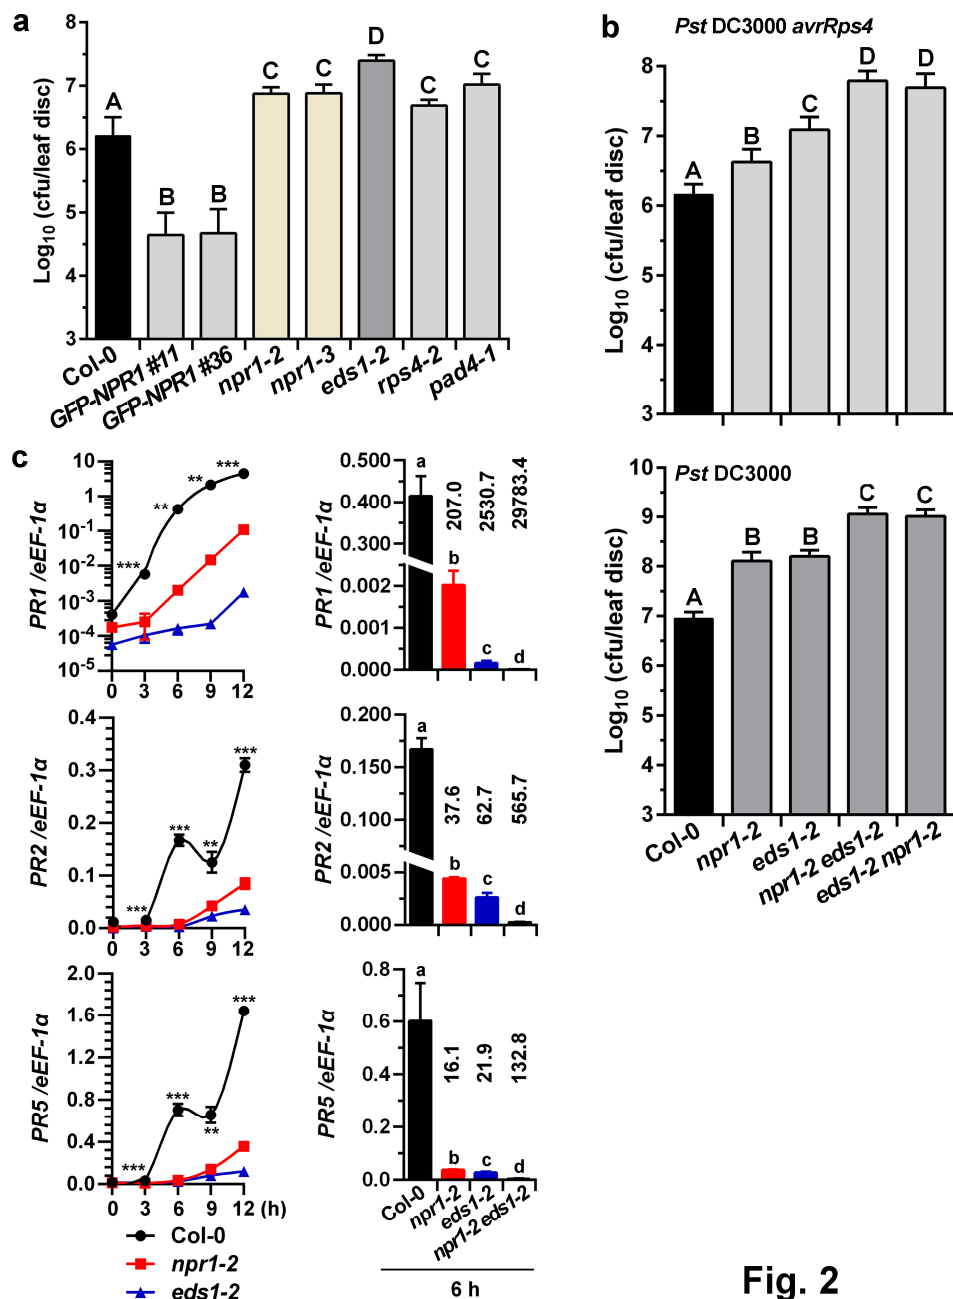 a
Log10 (cfu/leaf disc)
8
7
6
5
4
3
A
B
B
C
C
D
C
C
Col-0
GFP-NPR1 #11
GFP-NPR1 #36
npr1-2
npr1-3
eds1-2
rps4-2
pad4-1
b
Pst DC3000 avrRps4
Log10 (cfu/leaf disc)
8
7
6
5
4
3
A
B
C
D
D
Pst DC3000
Log10 (cfu/leaf disc)
10
9
8
7
6
5
4
3
A
B
B
C
C
Col-0
npr1-2
eds1-2
npr1-2 eds1-2
eds1-2 npr1-2
c
PR1 /eEF-1α
10
1
10-1
10-2
10-3
10-4
10-5
***
**
**
***
0 3 6 9 12
PR1 /eEF-1α
0.500
0.400
0.300
0.002
0.001
0.000
a
b
c
d
207.0
2530.7
29783.4
PR2 /eEF-1α
0.4
0.3
0.2
0.1
0.0
***
***
**
***
0 3 6 9 12
PR2 /eEF-1α
0.200
0.150
0.100
0.005
0.000
a
b
c
d
37.6
62.7
565.7
PR5 /eEF-1α
2.0
1.6
1.2
0.8
0.4
0.0
***
***
**
***
0 3 6 9 12 (h)
PR5 /eEF-1α
0.8
0.6
0.4
0.2
0.0
a
b
c
d
16.1
21.9
132.8
Col-0
npr1-2
eds1-2
npr1-2 eds1-2
6 h
Col-0
npr1-2
eds1-2
Fig. 2